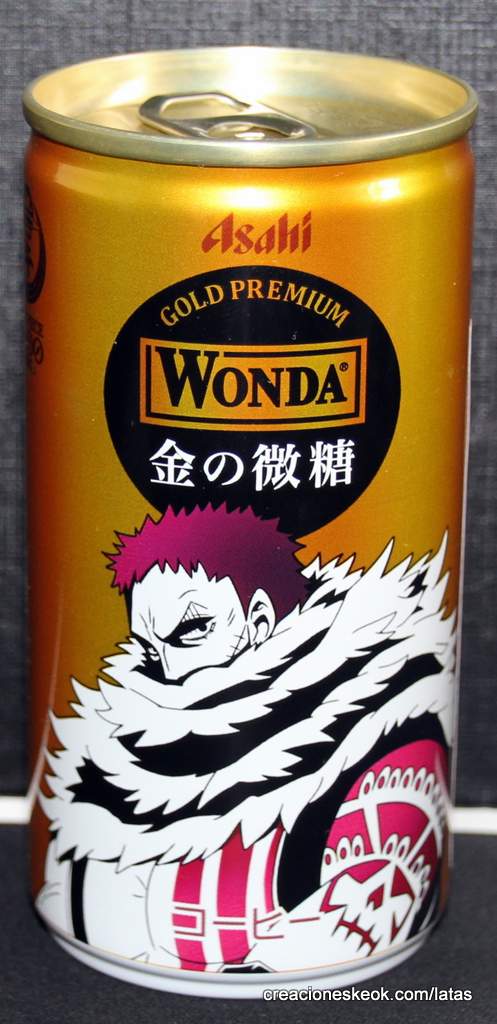 Asahi
GOLD PREMIUM
WONDA®
金の微糖
コーヒー
creacioneskeok.com/latas